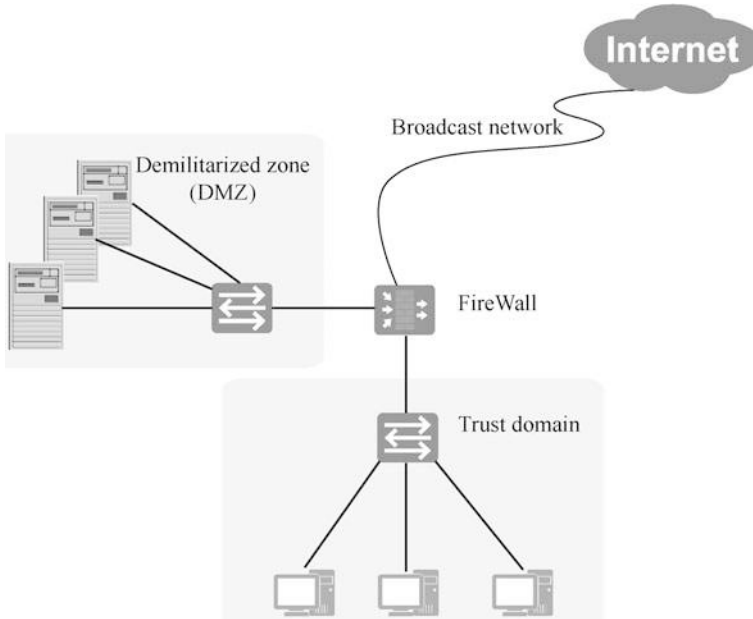 Internet
Broadcast network
Demilitarized zone
(DMZ)
FireWall
Trust domain